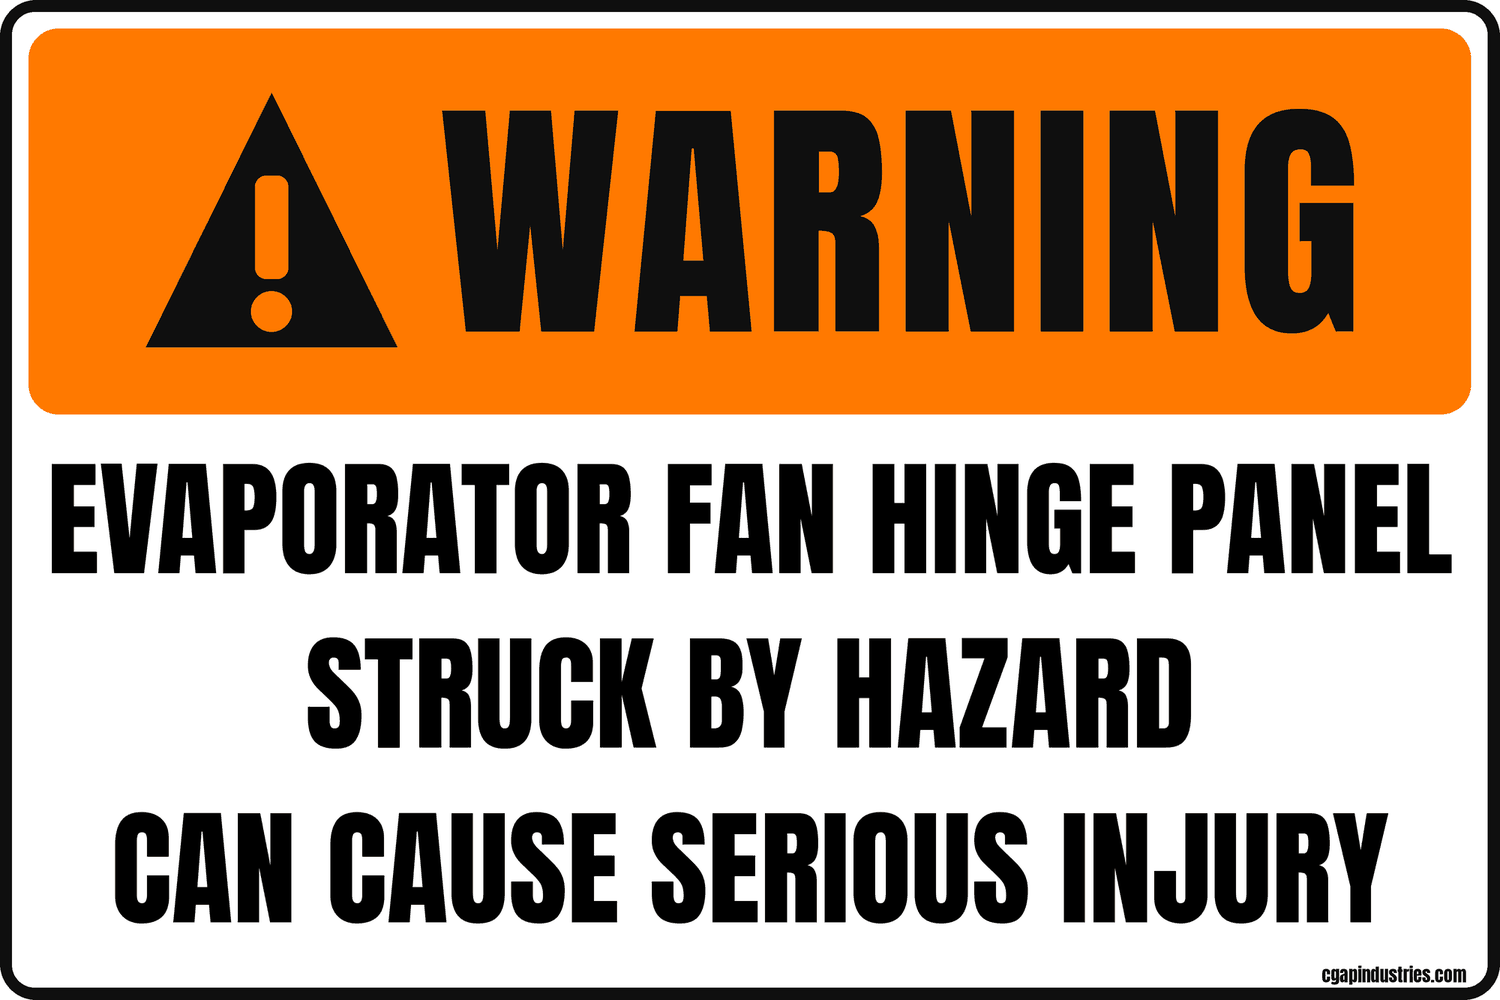 WARNING
EVAPORATOR FAN HINGE PANEL
STRUCK BY HAZARD
CAN CAUSE SERIOUS INJURY
cgapindustries.com